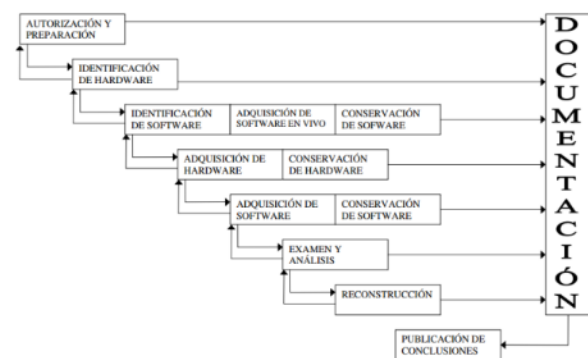 AUTORIZACIÓN Y
PREPARACIÓN
IDENTIFICACIÓN
DE HARDWARE
IDENTIFICACIÓN
DE SOFTWARE
ADQUISICIÓN DE
SOFTWARE EN VIVO
CONSERVACIÓN
DE SOFWARE
ADQUISICIÓN DE
HARDWARE
CONSERVACIÓN
DE HARDWARE
ADQUISICIÓN DE
SOFTWARE
CONSERVACIÓN
DE SOFTWARE
EXAMEN Y
ANÁLISIS
RECONSTRUCCIÓN
DOCUMENTACIÓN
PUBLICACIÓN DE
CONCLUSIONES